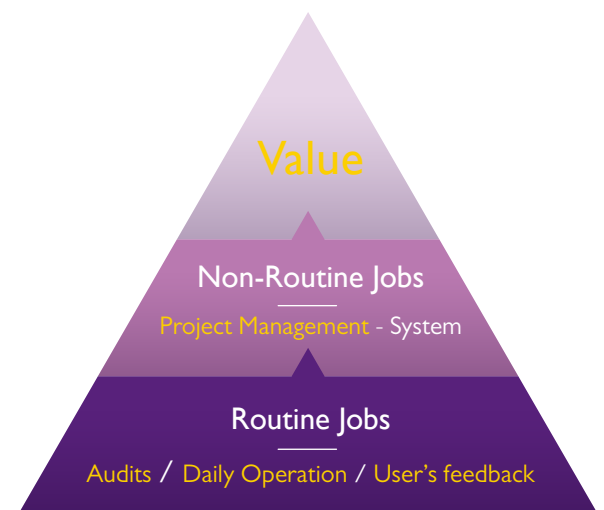 Value
Non-Routine Jobs
Project Management - System
Routine Jobs
Audits / Daily Operation / User's feedback